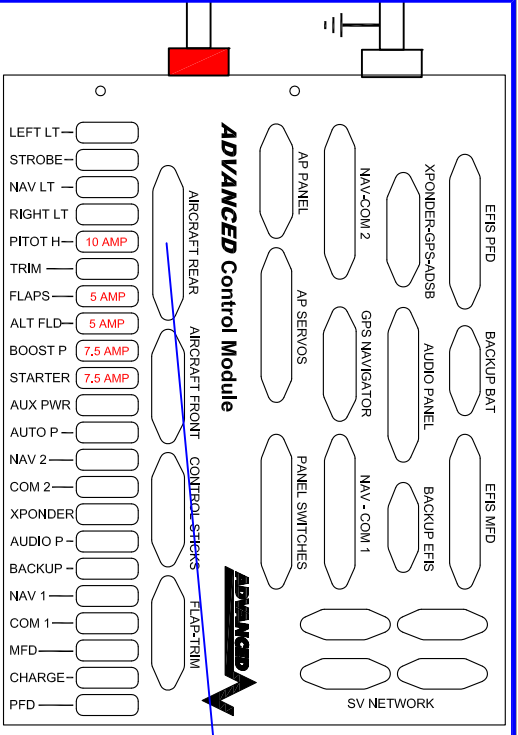 LEFT LT
STROBE
NAV LT
RIGHT LT
PITOT H 10 AMP
TRIM
FLAPS 5 AMP
ALT FLD 5 AMP
BOOST P 7.5 AMP
STARTER 7.5 AMP
AUX PWR
AUTO P
NAV 2
COM 2
XPONDER
AUDIO P
BACKUP
NAV 1
COM 1
MFD
CHARGE
PFD
AIRCRAFT REAR
AIRCRAFT FRONT
CONTROL STICKS
FLAP-TRIM
ADVANCED Control Module
ADVANCED
AP PANEL
AP SERVOS
PANEL SWITCHES
NAV-COM 2
GPS NAVIGATOR
NAV - COM 1
XPONDER-GPS-ADSB
AUDIO PANEL
BACKUP EFIS
EFIS PFD
BACKUP BAT
EFIS MFD
SV NETWORK